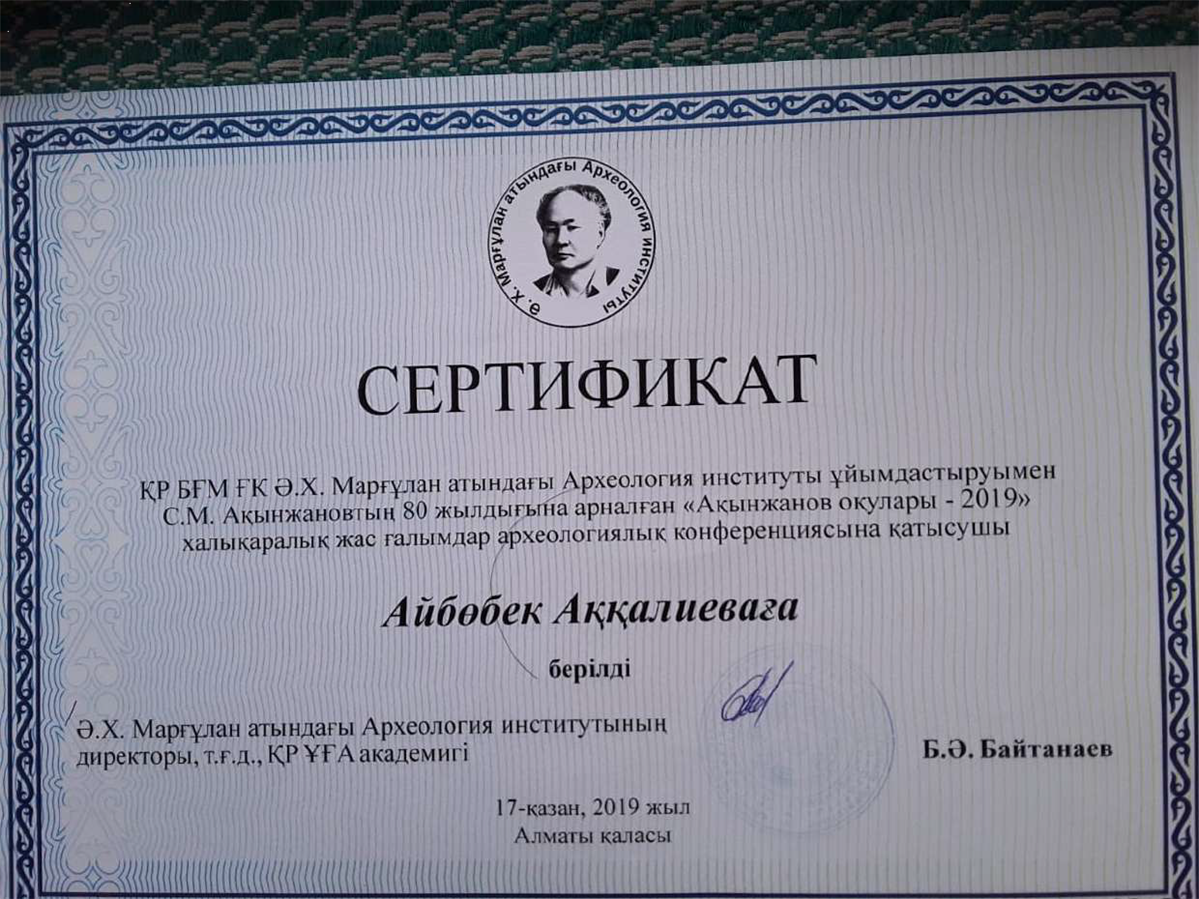 Ә. Х. Марғұлан атындағы Археология институты
СЕРТИФИКАТ
ҚР БҒМ ҒК Ә.Х. Марғұлан атындағы Археология институты ұйымдастыруымен
С.М. Ақынжановтың 80 жылдығына арналған «Ақынжанов оқулары - 2019»
халықаралық жас ғалымдар археологиялық конференциясына қатысушы
Айбөбек Аққалиеваға
берілді
Ә.Х. Марғұлан атындағы Археология институтының
директоры, т.ғ.д., ҚР ҰҒА академигі
Б.Ә. Байтанаев
17-қазан, 2019 жыл
Алматы қаласы